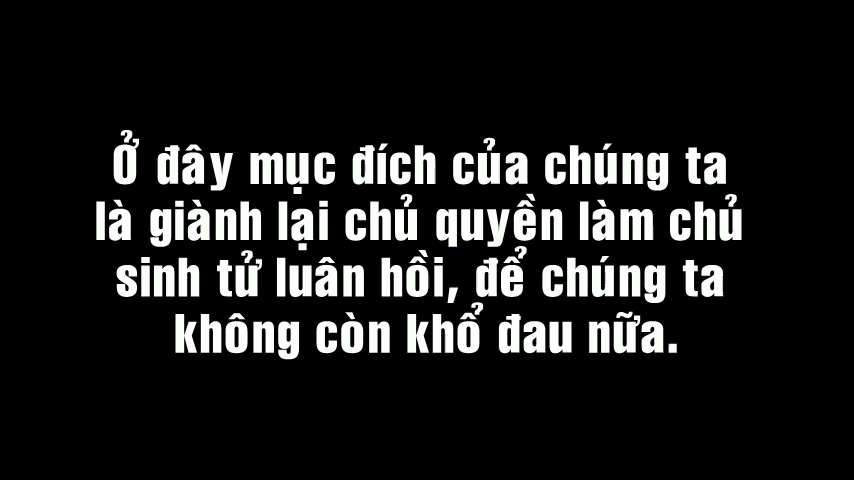 Ở đây mục đích của chúng ta
là giành lại chủ quyền làm chủ
sinh tử luân hồi, để chúng ta
không còn khổ đau nữa.